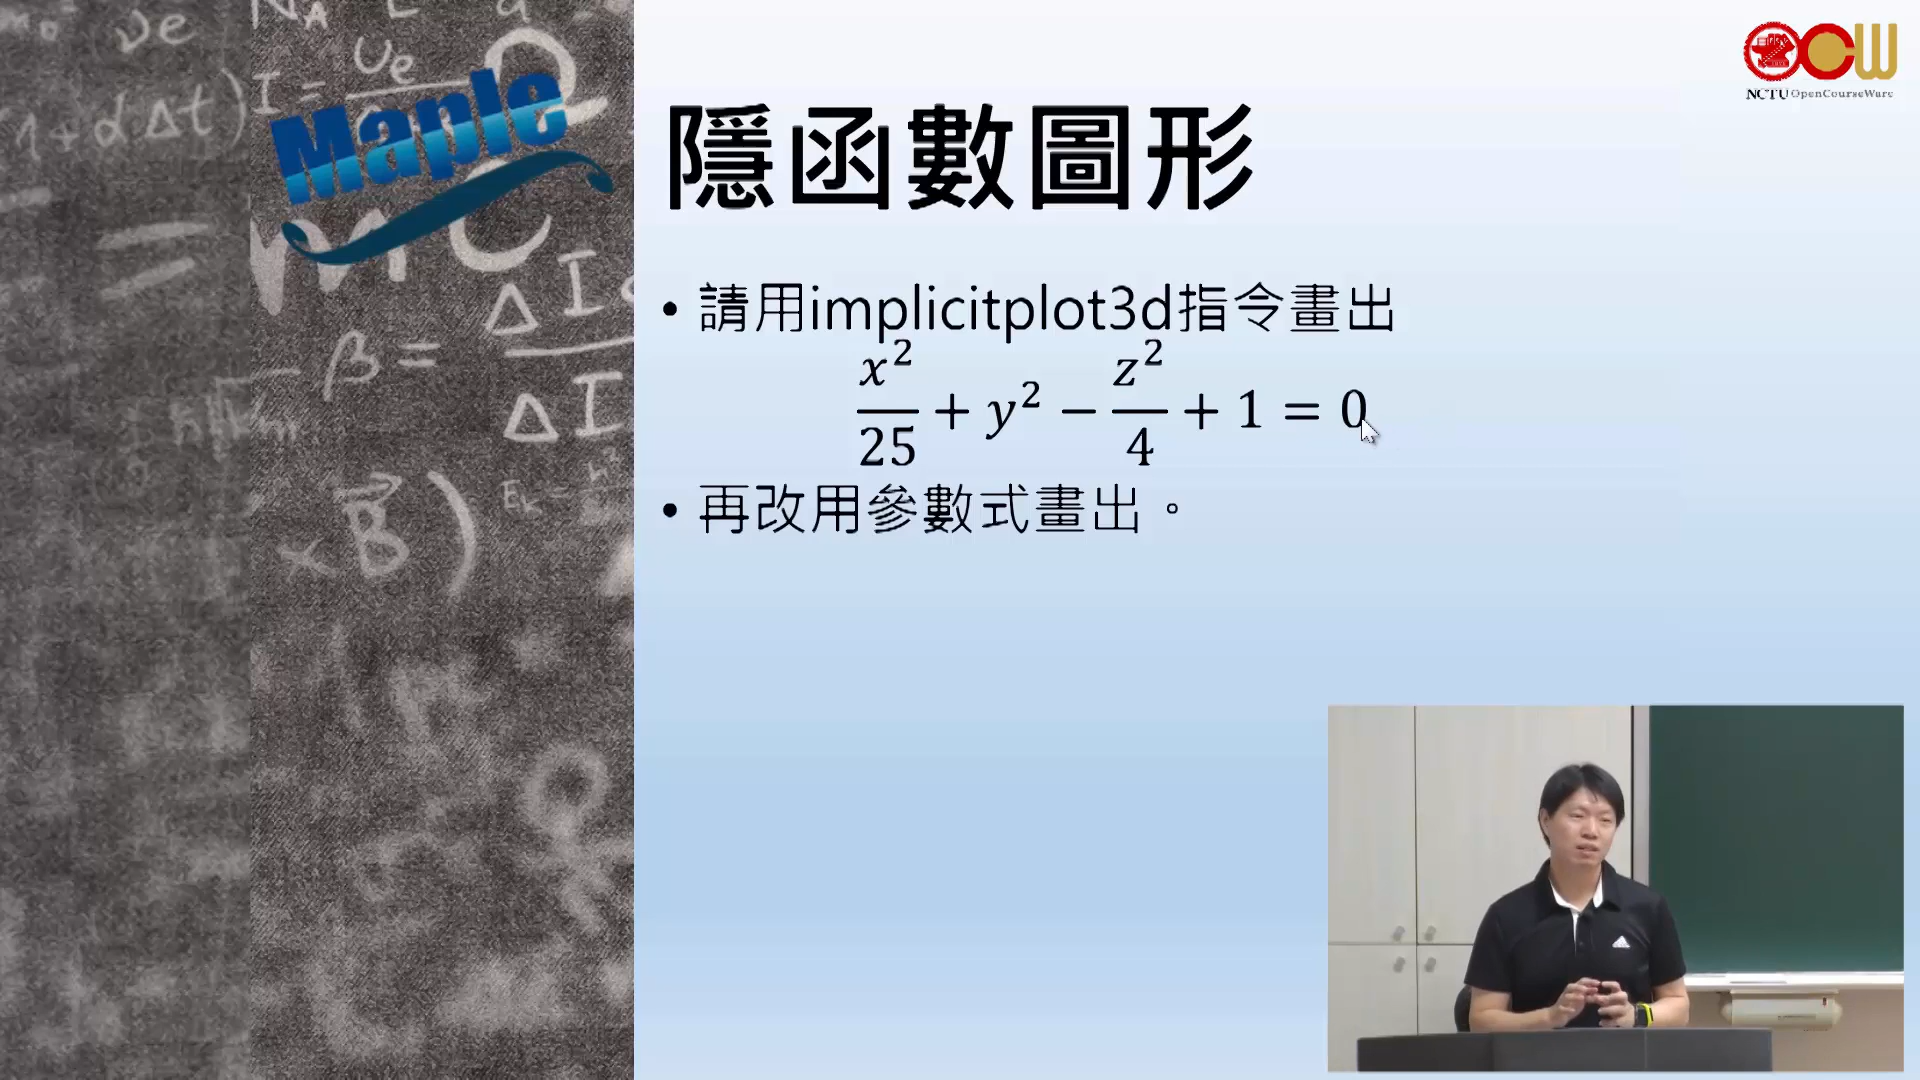 Maple
NCTU OpenCourseWare
隱函數圖形
• 請用implicitplot3d指令畫出
x²/25 + y² − z²/4 + 1 = 0
• 再改用參數式畫出。